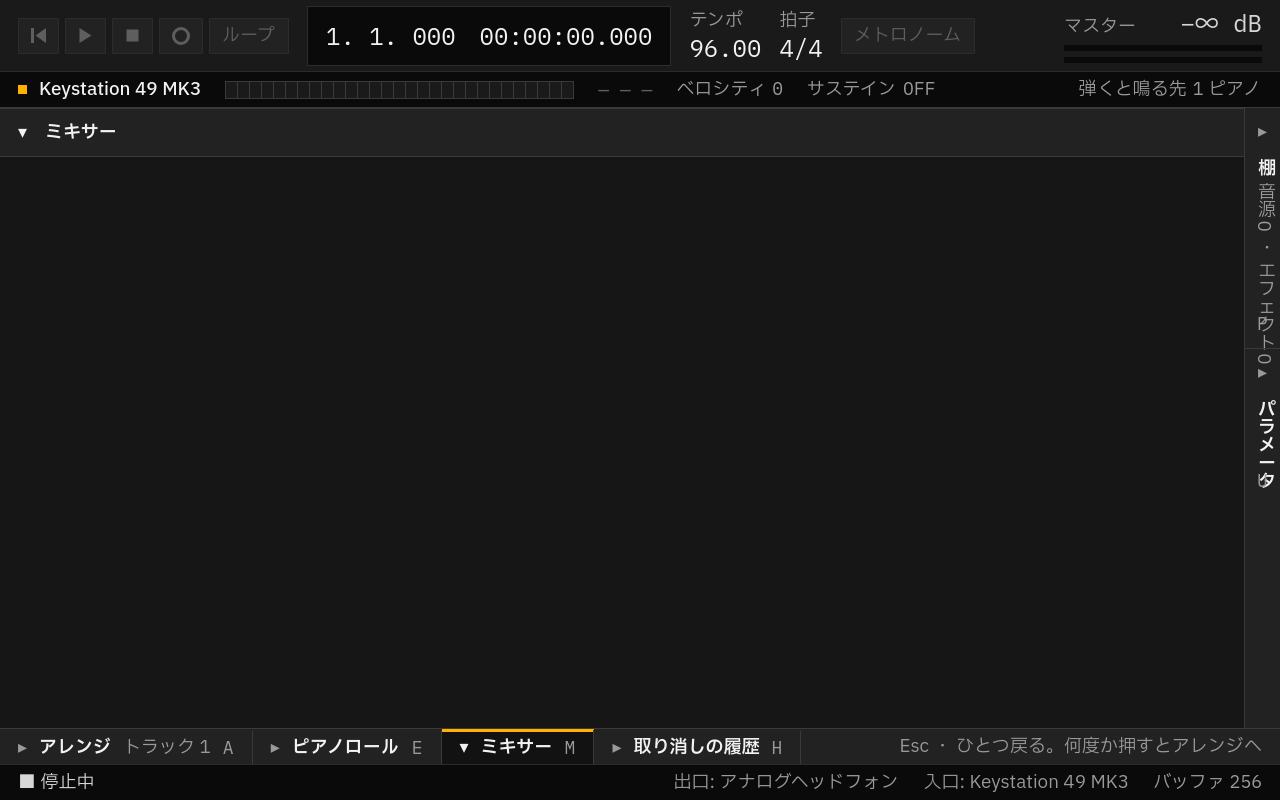 ループ
1. 1. 000 00:00:00.000
テンポ
96.00
拍子
4/4
メトロノーム
マスター
−∞ dB
Keystation 49 MK3
— — —
ベロシティ 0
サステイン OFF
弾くと鳴る先 1 ピアノ
▼ ミキサー
▶
棚
音源0 · エフェクト0
P
▶
パラメータ
▶ アレンジ トラック 1 A
▶ ピアノロール E
▼ ミキサー M
▶ 取り消しの履歴 H
Esc · ひとつ戻る。何度か押すとアレンジへ
停止中
出口: アナログヘッドフォン
入口: Keystation 49 MK3
バッファ 256